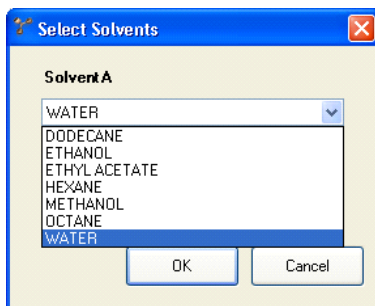 Select Solvents
Solvent A
WATER
DODECANE
ETHANOL
ETHYL ACETATE
HEXANE
METHANOL
OCTANE
WATER
OK Cancel